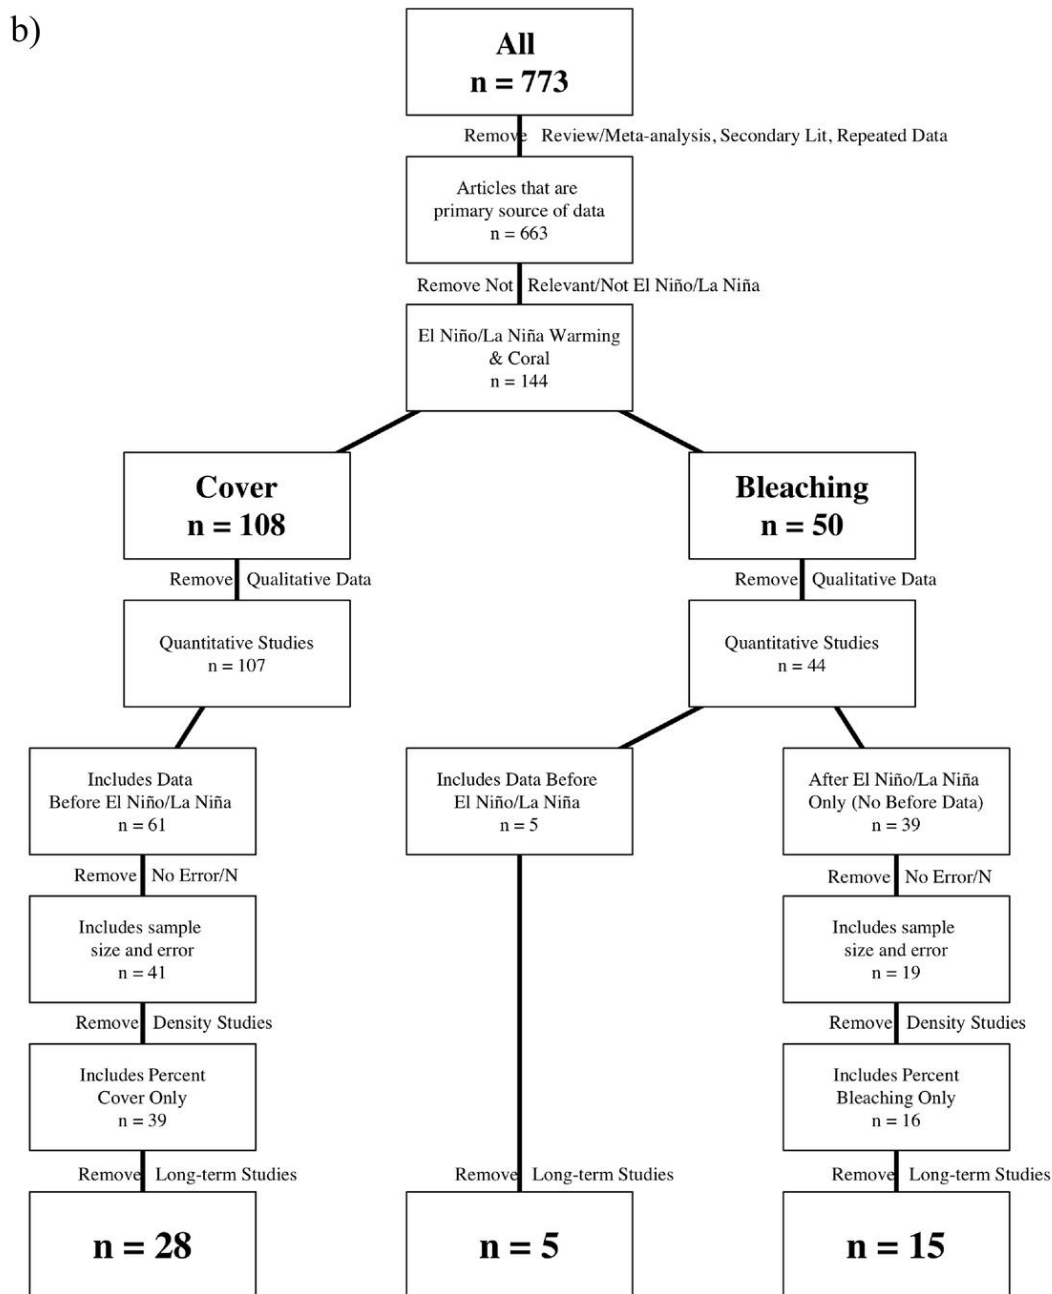 b)
All
n = 773
Remove Review/Meta-analysis, Secondary Lit, Repeated Data
Articles that are
primary source of data
n = 663
Remove Not Relevant/Not El Niño/La Niña
El Niño/La Niña Warming
& Coral
n = 144
Cover
n = 108
Remove Qualitative Data
Quantitative Studies
n = 107
Includes Data
Before El Niño/La Niña
n = 61
Remove No Error/N
Includes sample
size and error
n = 41
Remove Density Studies
Includes Percent
Cover Only
n = 39
Remove Long-term Studies
n = 28
Bleaching
n = 50
Remove Qualitative Data
Quantitative Studies
n = 44
Includes Data Before
El Niño/La Niña
n = 5
Remove Long-term Studies
n = 5
After El Niño/La Niña
Only (No Before Data)
n = 39
Remove No Error/N
Includes sample
size and error
n = 19
Remove Density Studies
Includes Percent
Bleaching Only
n = 16
Remove Long-term Studies
n = 15